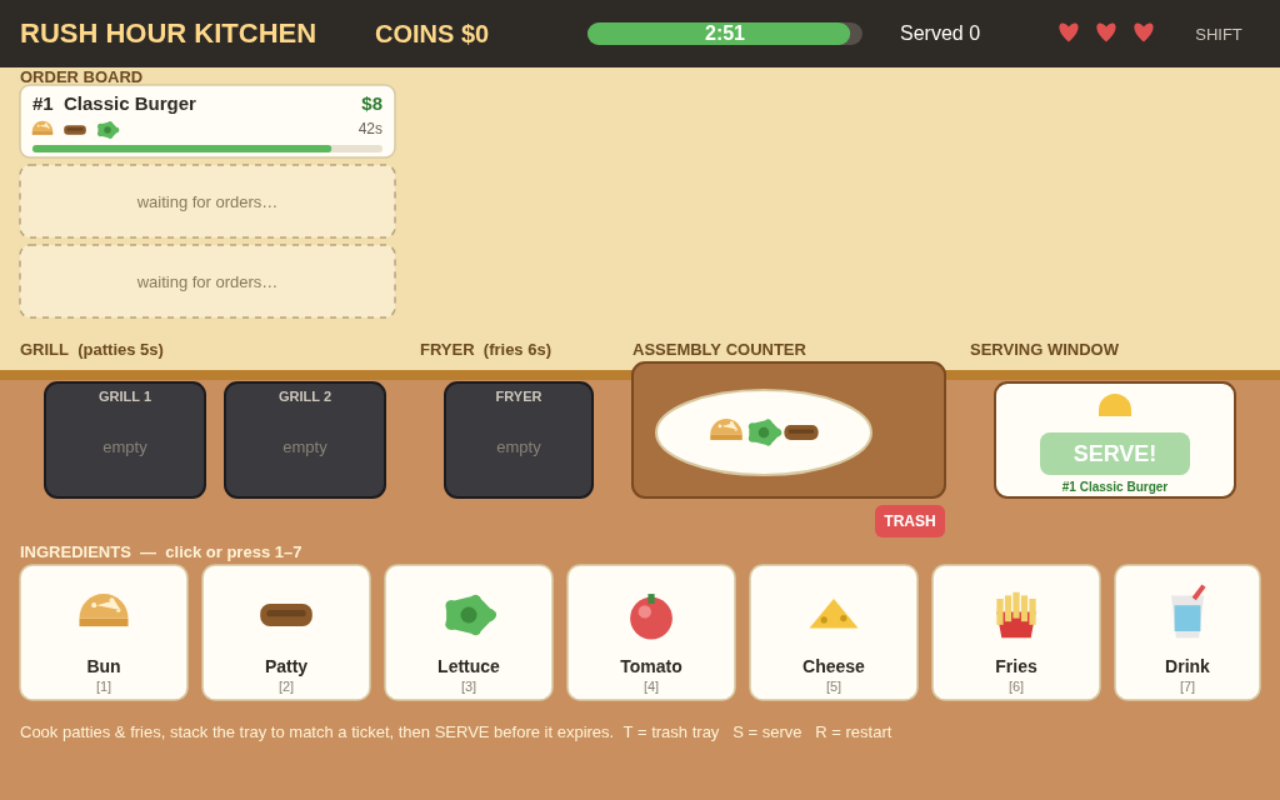 RUSH HOUR KITCHEN
COINS $0
2:51
Served 0
SHIFT
ORDER BOARD
#1 Classic Burger
$8
42s
waiting for orders…
waiting for orders…
GRILL (patties 5s)
FRYER (fries 6s)
ASSEMBLY COUNTER
SERVING WINDOW
GRILL 1
empty
GRILL 2
empty
FRYER
empty
SERVE!
#1 Classic Burger
TRASH
INGREDIENTS — click or press 1–7
Bun
[1]
Patty
[2]
Lettuce
[3]
Tomato
[4]
Cheese
[5]
Fries
[6]
Drink
[7]
Cook patties & fries, stack the tray to match a ticket, then SERVE before it expires. T = trash tray S = serve R = restart